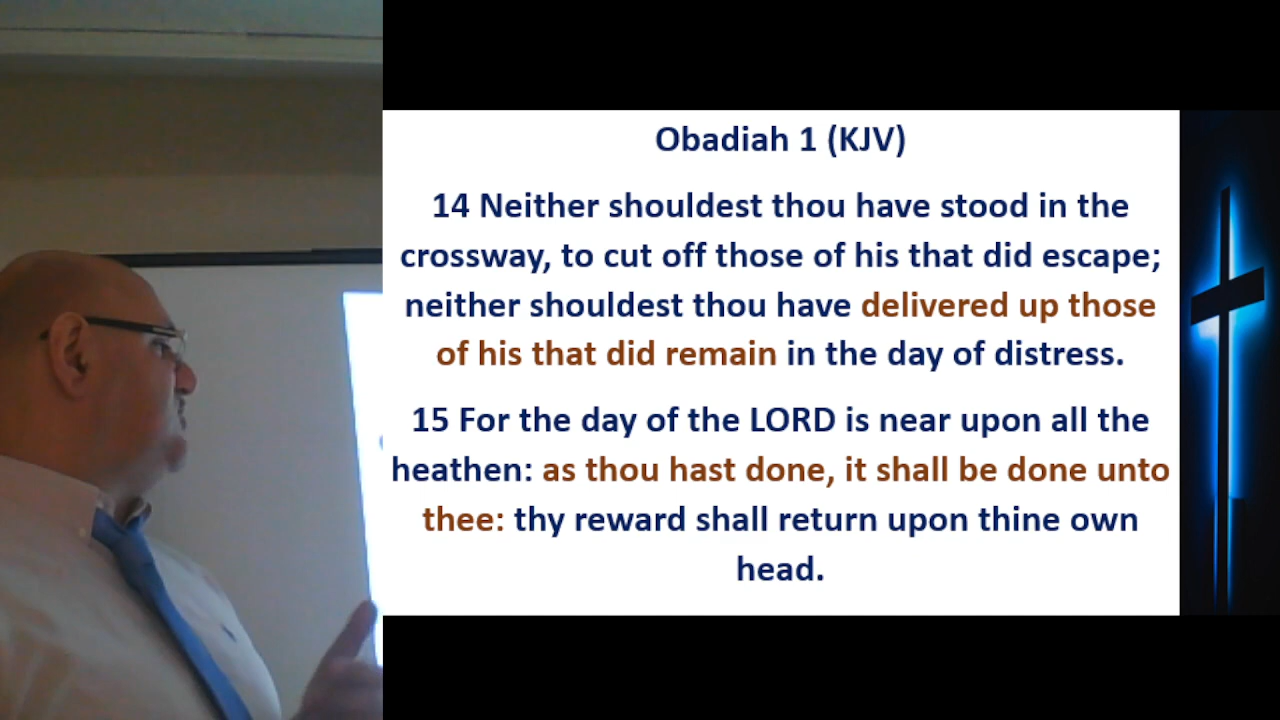 Obadiah 1 (KJV)
14 Neither shouldest thou have stood in the
crossway, to cut off those of his that did escape;
neither shouldest thou have delivered up those
of his that did remain in the day of distress.
15 For the day of the LORD is near upon all the
heathen: as thou hast done, it shall be done unto
thee: thy reward shall return upon thine own
head.